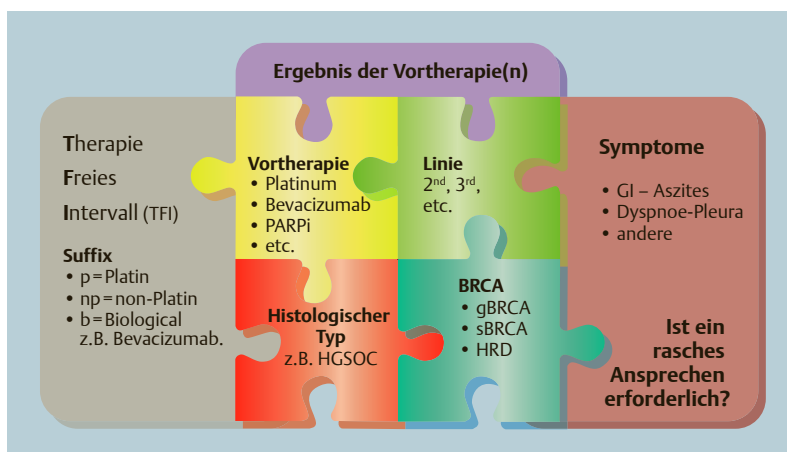 Ergebnis der Vortherapie(n)
Therapie
Freies
Intervall (TFI)
Suffix
• p=Platin
• np=non-Platin
• b=Biological
z.B. Bevacizumab.
Vortherapie
• Platinum
• Bevacizumab
• PARPi
• etc.
Linie
2nd, 3rd,
etc.
Histologischer
Typ
z.B. HGSOC
BRCA
• gBRCA
• sBRCA
• HRD
Symptome
• GI – Aszites
• Dyspnoe-Pleura
• andere
Ist ein
rasches
Ansprechen
erforderlich?